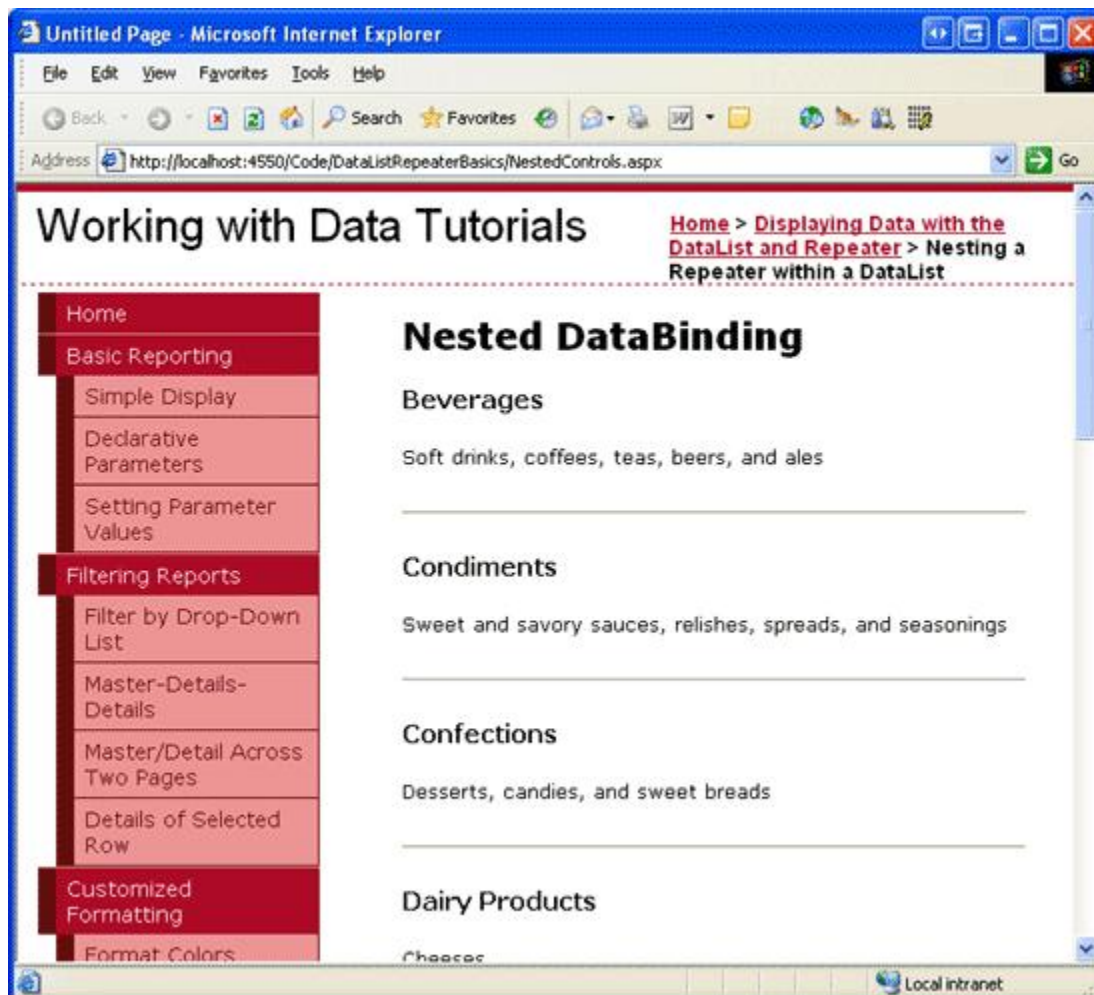 Untitled Page - Microsoft Internet Explorer
File Edit View Favorites Tools Help
Back Search Favorites
Address http://localhost:4550/Code/DataListRepeaterBasics/NestedControls.aspx Go
Working with Data Tutorials
Home > Displaying Data with the
DataList and Repeater > Nesting a
Repeater within a DataList
Home
Basic Reporting
Simple Display
Declarative
Parameters
Setting Parameter
Values
Filtering Reports
Filter by Drop-Down
List
Master-Details-
Details
Master/Detail Across
Two Pages
Details of Selected
Row
Customized
Formatting
Format Colors
Nested DataBinding
Beverages
Soft drinks, coffees, teas, beers, and ales
Condiments
Sweet and savory sauces, relishes, spreads, and seasonings
Confections
Desserts, candies, and sweet breads
Dairy Products
Cheeses
Local intranet